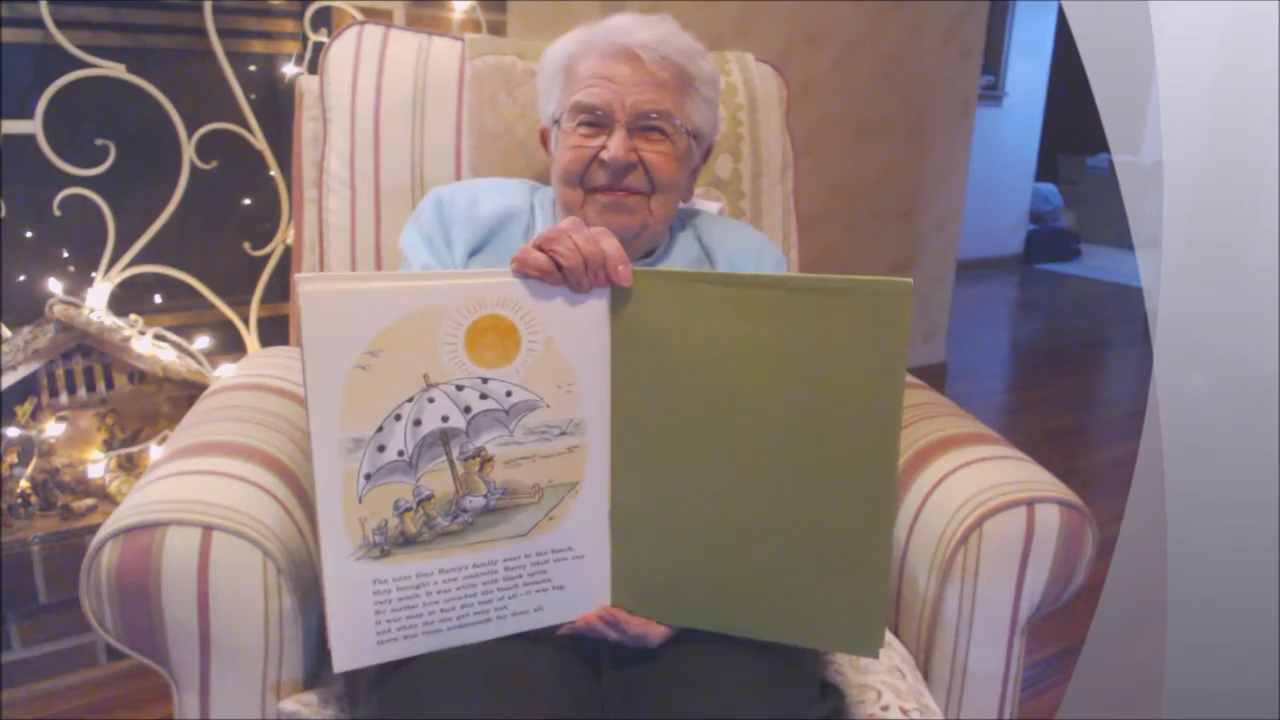 The next time Harry's family went to the beach,
they brought a new umbrella. Harry liked this one
very much. It was white with black spots.
No matter how crowded the beach became,
it was easy to find. But best of all—it was big,
and when the sun got very hot,
there was room underneath for them all.